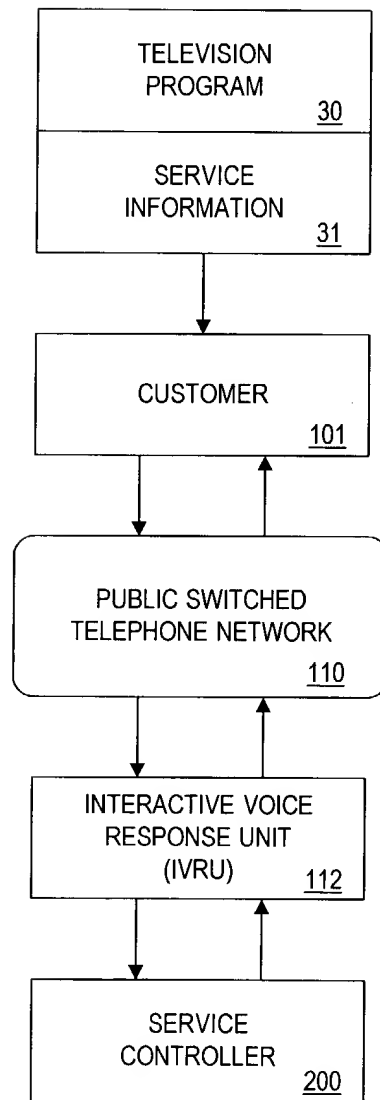 TELEVISION
PROGRAM
30
SERVICE
INFORMATION
31
CUSTOMER
101
PUBLIC SWITCHED
TELEPHONE NETWORK
110
INTERACTIVE VOICE
RESPONSE UNIT
(IVRU)
112
SERVICE
CONTROLLER
200